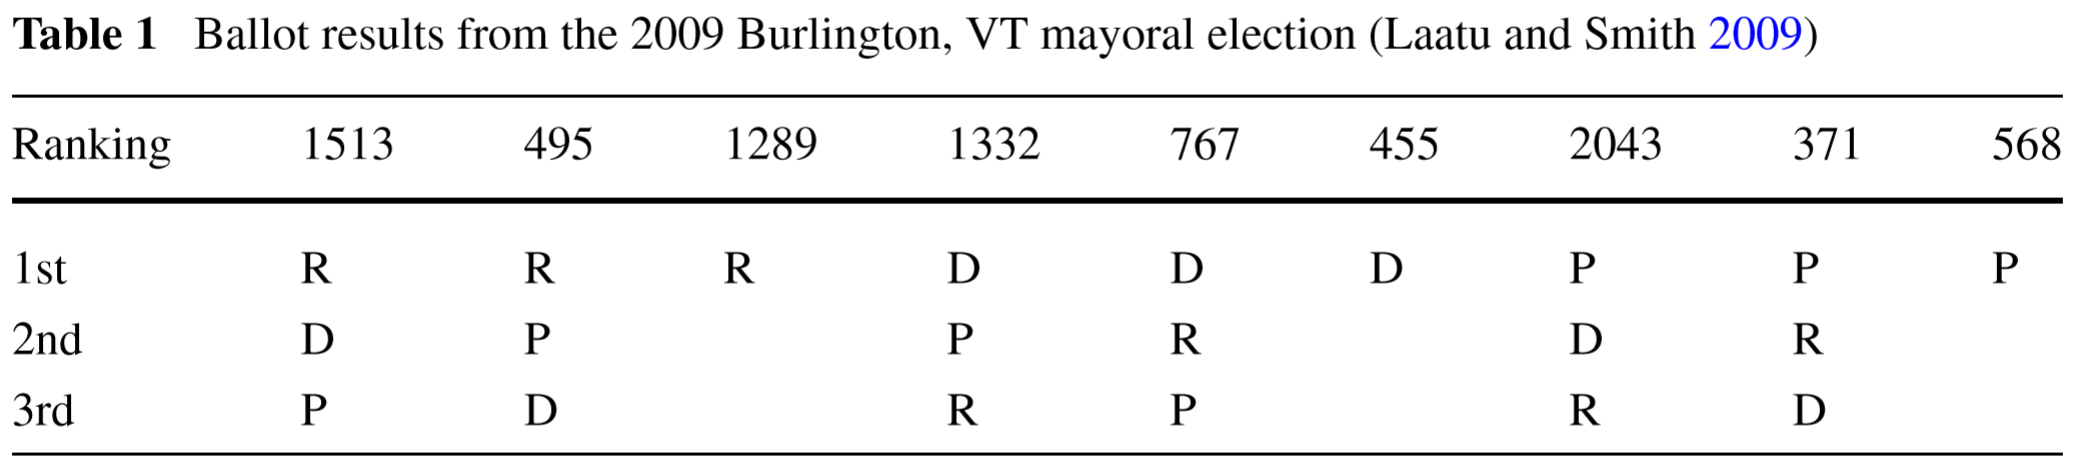 Table 1 Ballot results from the 2009 Burlington, VT mayoral election (Laatu and Smith 2009)
Ranking 1513 495 1289 1332 767 455 2043 371 568
1st R R R D D D P P P
2nd D P P R D R
3rd P D R P R D